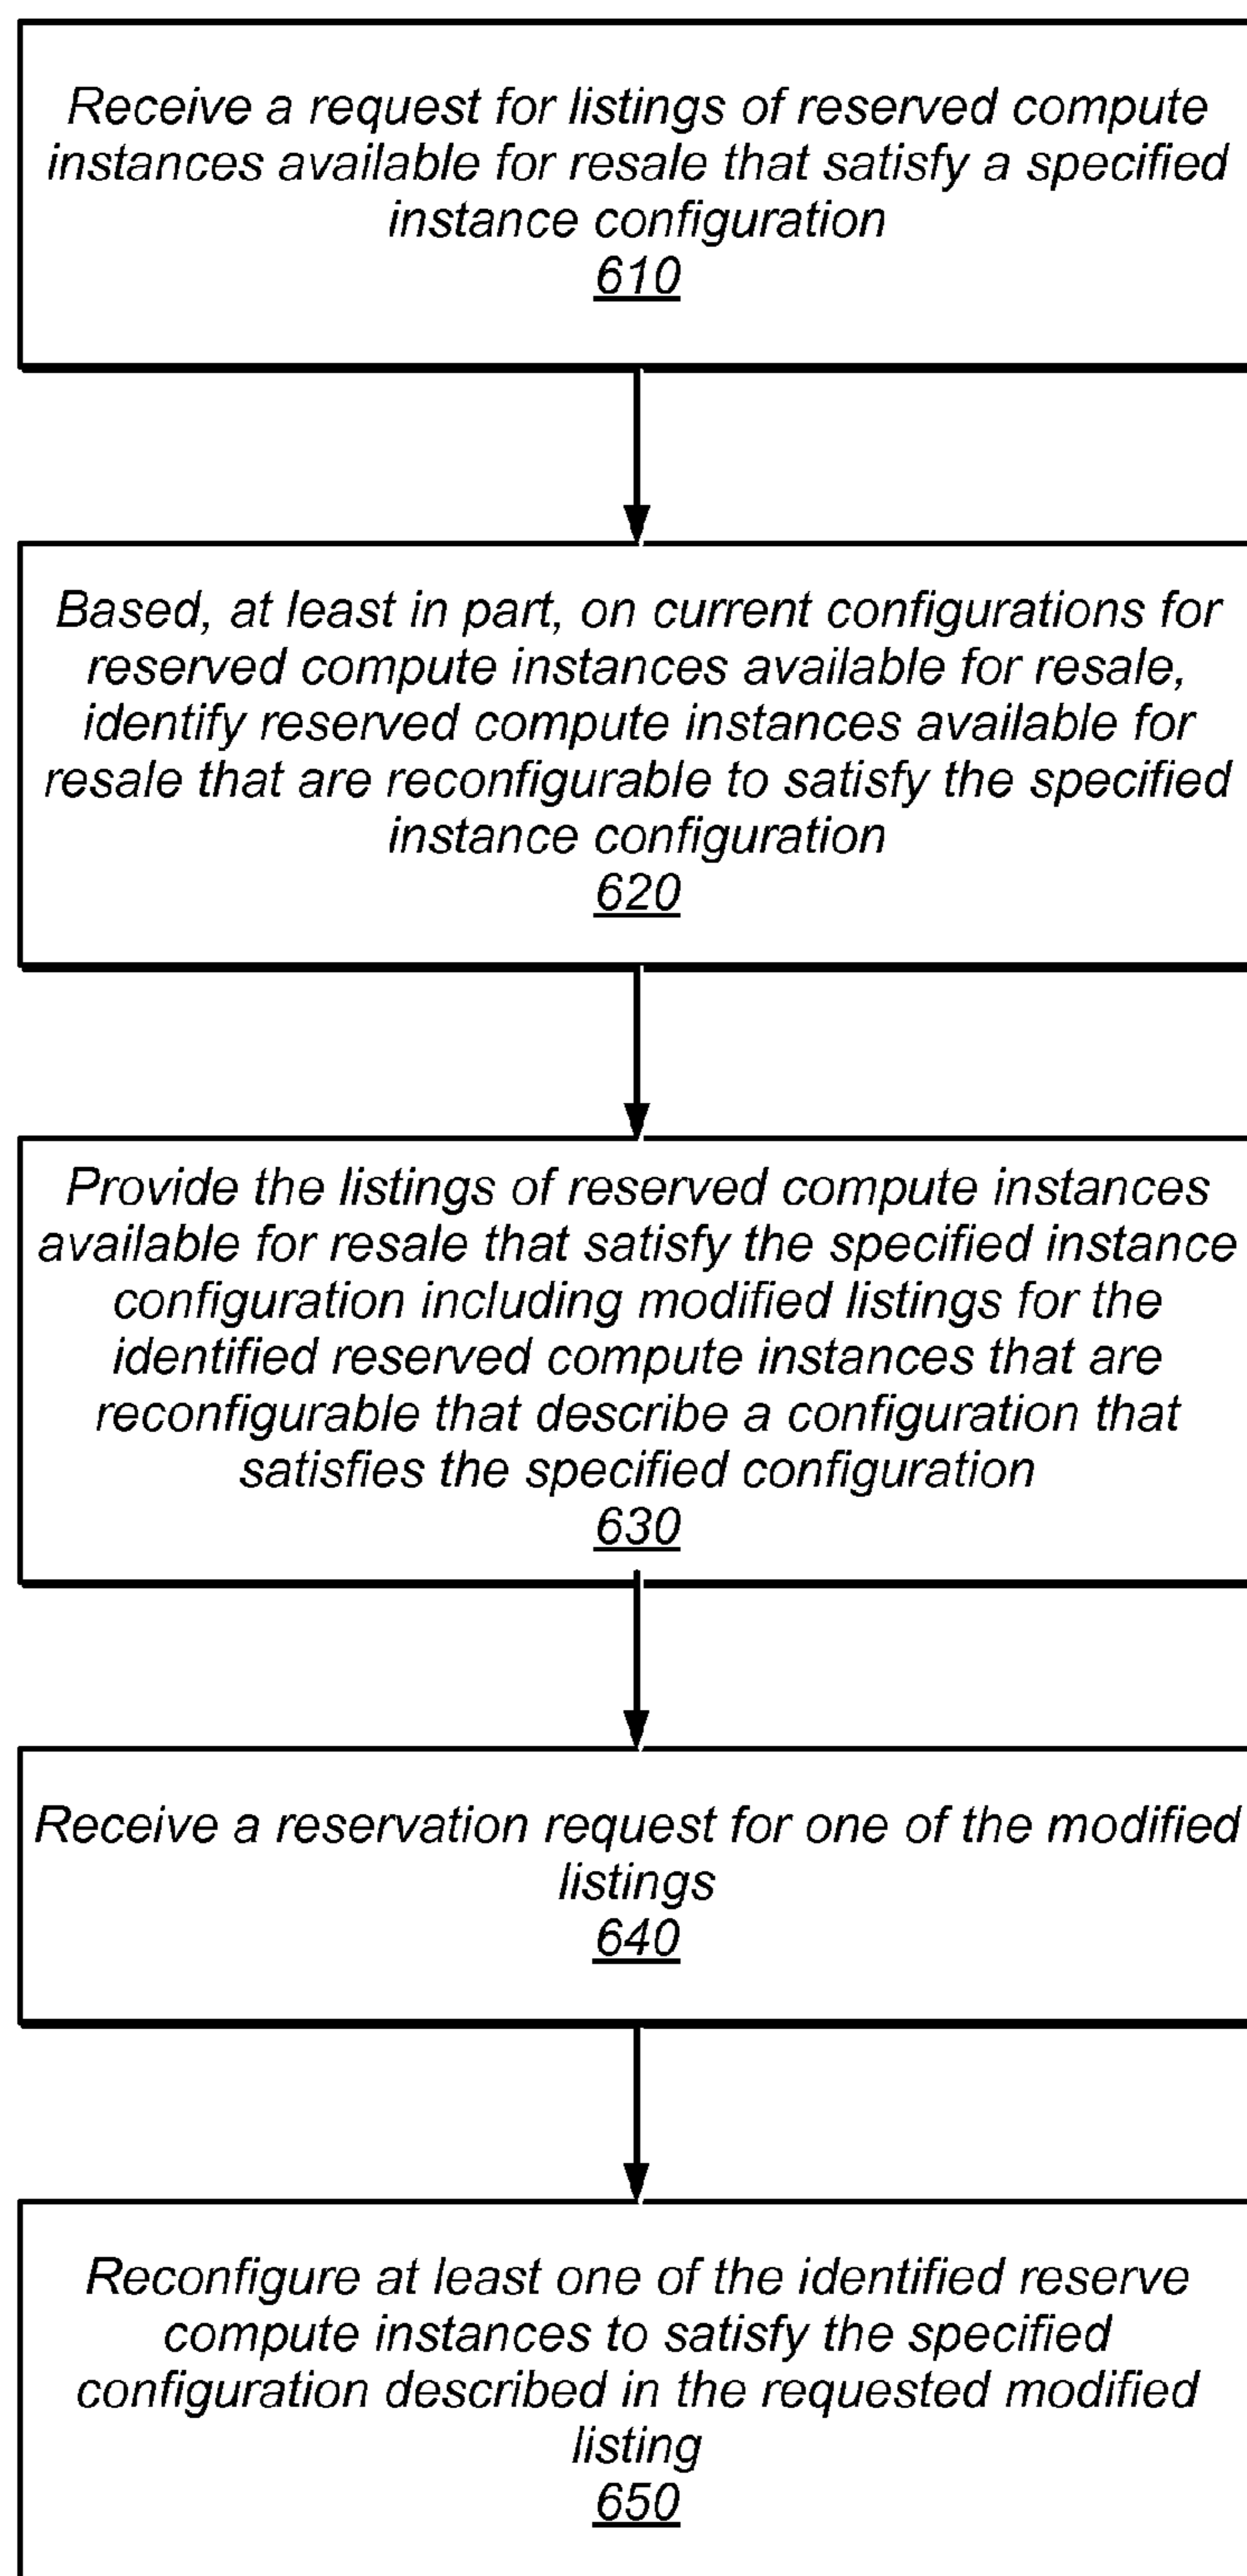 Receive a request for listings of reserved compute
instances available for resale that satisfy a specified
instance configuration
610
Based, at least in part, on current configurations for
reserved compute instances available for resale,
identify reserved compute instances available for
resale that are reconfigurable to satisfy the specified
instance configuration
620
Provide the listings of reserved compute instances
available for resale that satisfy the specified instance
configuration including modified listings for the
identified reserved compute instances that are
reconfigurable that describe a configuration that
satisfies the specified configuration
630
Receive a reservation request for one of the modified
listings
640
Reconfigure at least one of the identified reserve
compute instances to satisfy the specified
configuration described in the requested modified
listing
650